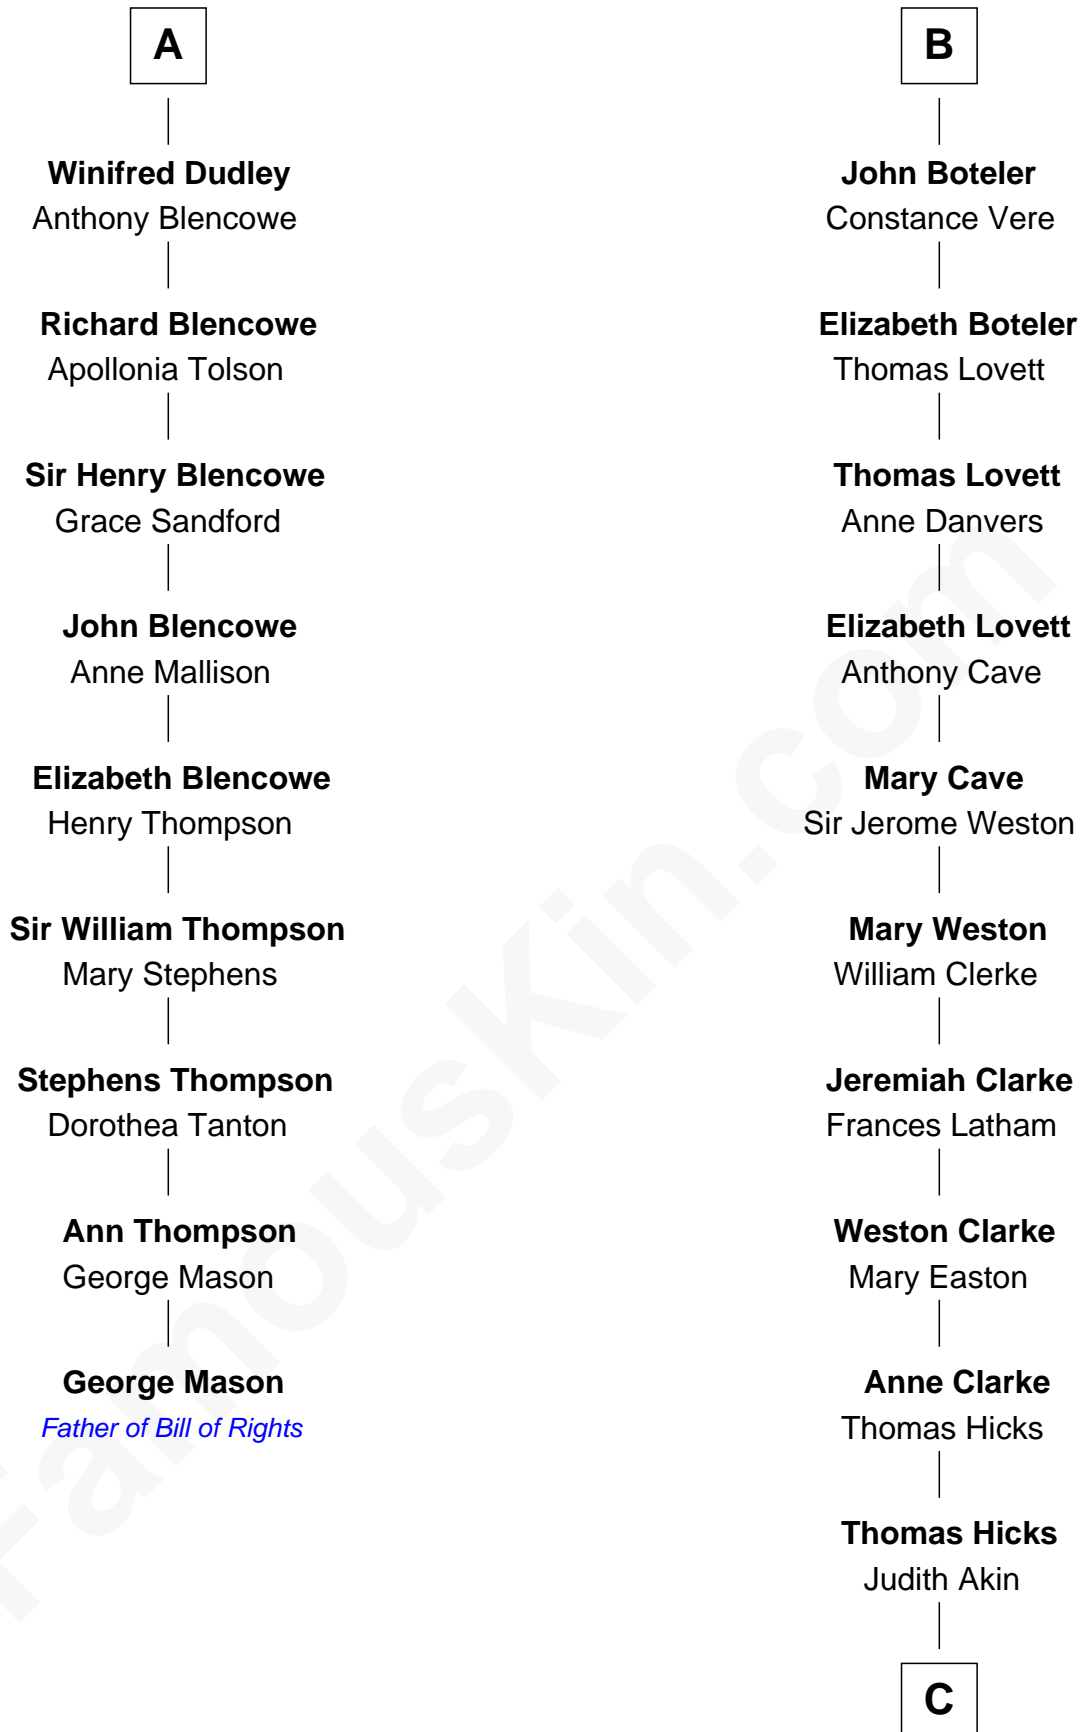 A
Winifred Dudley
Anthony Blencowe
Richard Blencowe
Apollonia Tolson
Sir Henry Blencowe
Grace Sandford
John Blencowe
Anne Mallison
Elizabeth Blencowe
Henry Thompson
Sir William Thompson
Mary Stephens
Stephens Thompson
Dorothea Tanton
Ann Thompson
George Mason
George Mason
Father of Bill of Rights
B
John Boteler
Constance Vere
Elizabeth Boteler
Thomas Lovett
Thomas Lovett
Anne Danvers
Elizabeth Lovett
Anthony Cave
Mary Cave
Sir Jerome Weston
Mary Weston
William Clerke
Jeremiah Clarke
Frances Latham
Weston Clarke
Mary Easton
Anne Clarke
Thomas Hicks
Thomas Hicks
Judith Akin
C
FamousKin.com